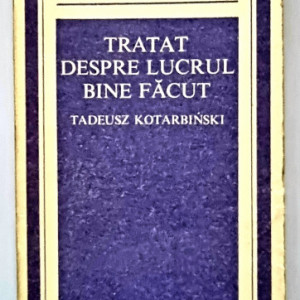 TRATAT
DESPRE LUCRUL
BINE FĂCUT
TADEUSZ KOTARBIŃSKI